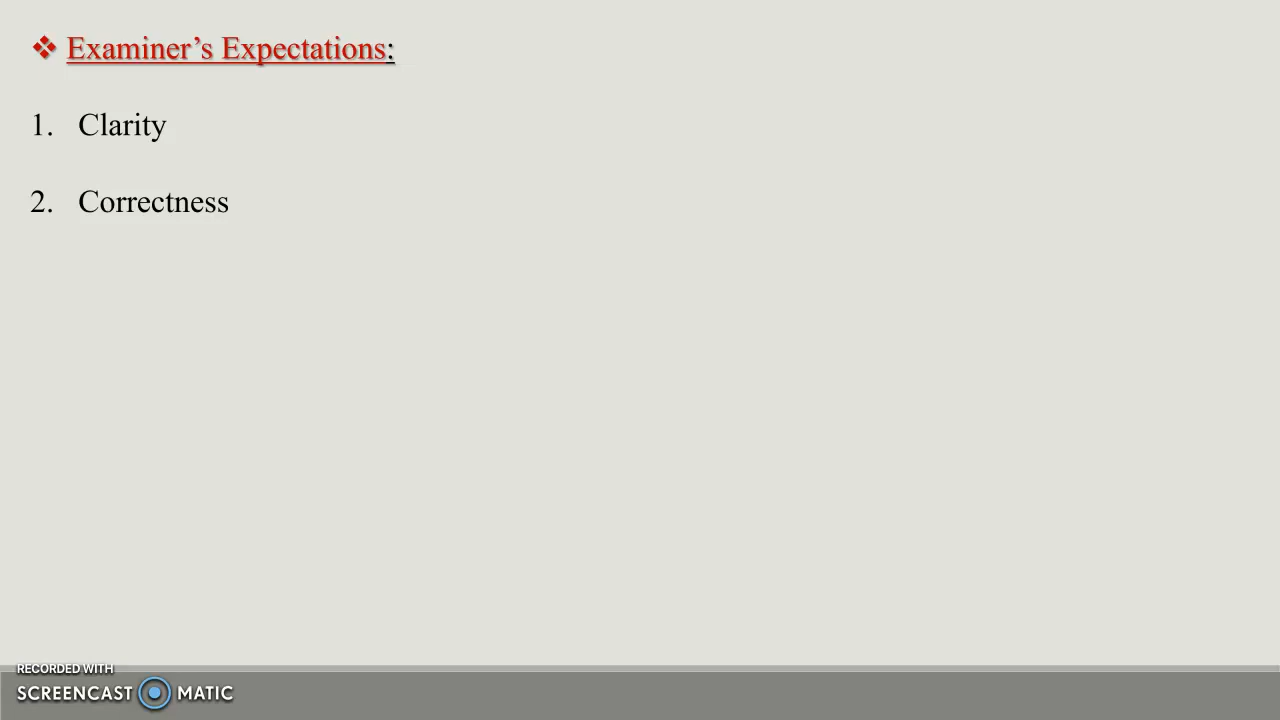 ❖ Examiner’s Expectations:
1. Clarity
2. Correctness
RECORDED WITH
SCREENCAST MATIC